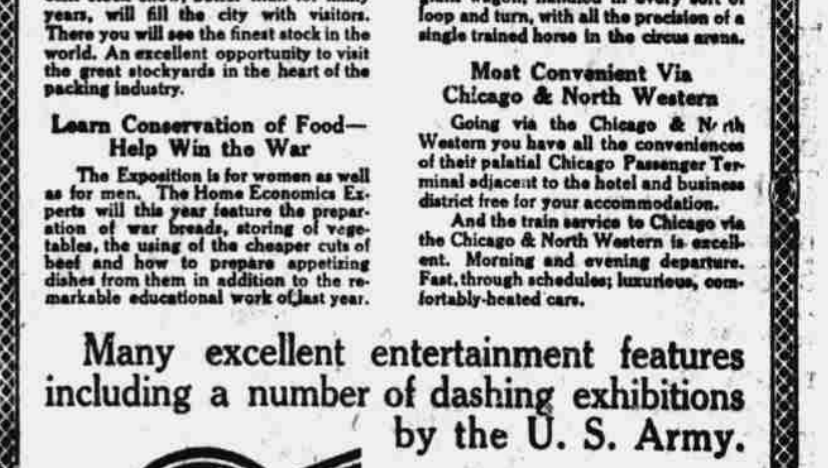 years, will fill the city with visitors.
There you will see the finest stock in the
world. An excellent opportunity to visit
the great stockyards in the heart of the
packing industry.
Learn Conservation of Food—
Help Win the War
The Exposition is for women as well
as for men. The Home Economics Ex-
perts will this year feature the prepar-
ation of war breads, storing of vege-
tables, the using of the cheaper cuts of
beef and how to prepare appetizing
dishes from them in addition to the re-
markable educational work of last year.
loop and turn, with all the precision of a
single trained horse in the circus arena.
Most Convenient Via
Chicago & North Western
Going via the Chicago & North
Western you have all the conveniences
of their palatial Chicago Passenger Ter-
minal adjacent to the hotel and business
district free for your accommodation.
And the train service to Chicago via
the Chicago & North Western is excell-
ent. Morning and evening departure.
Fast, through schedules; luxurious, com-
fortably-heated cars.
Many excellent entertainment features
including a number of dashing exhibitions
by the U. S. Army.